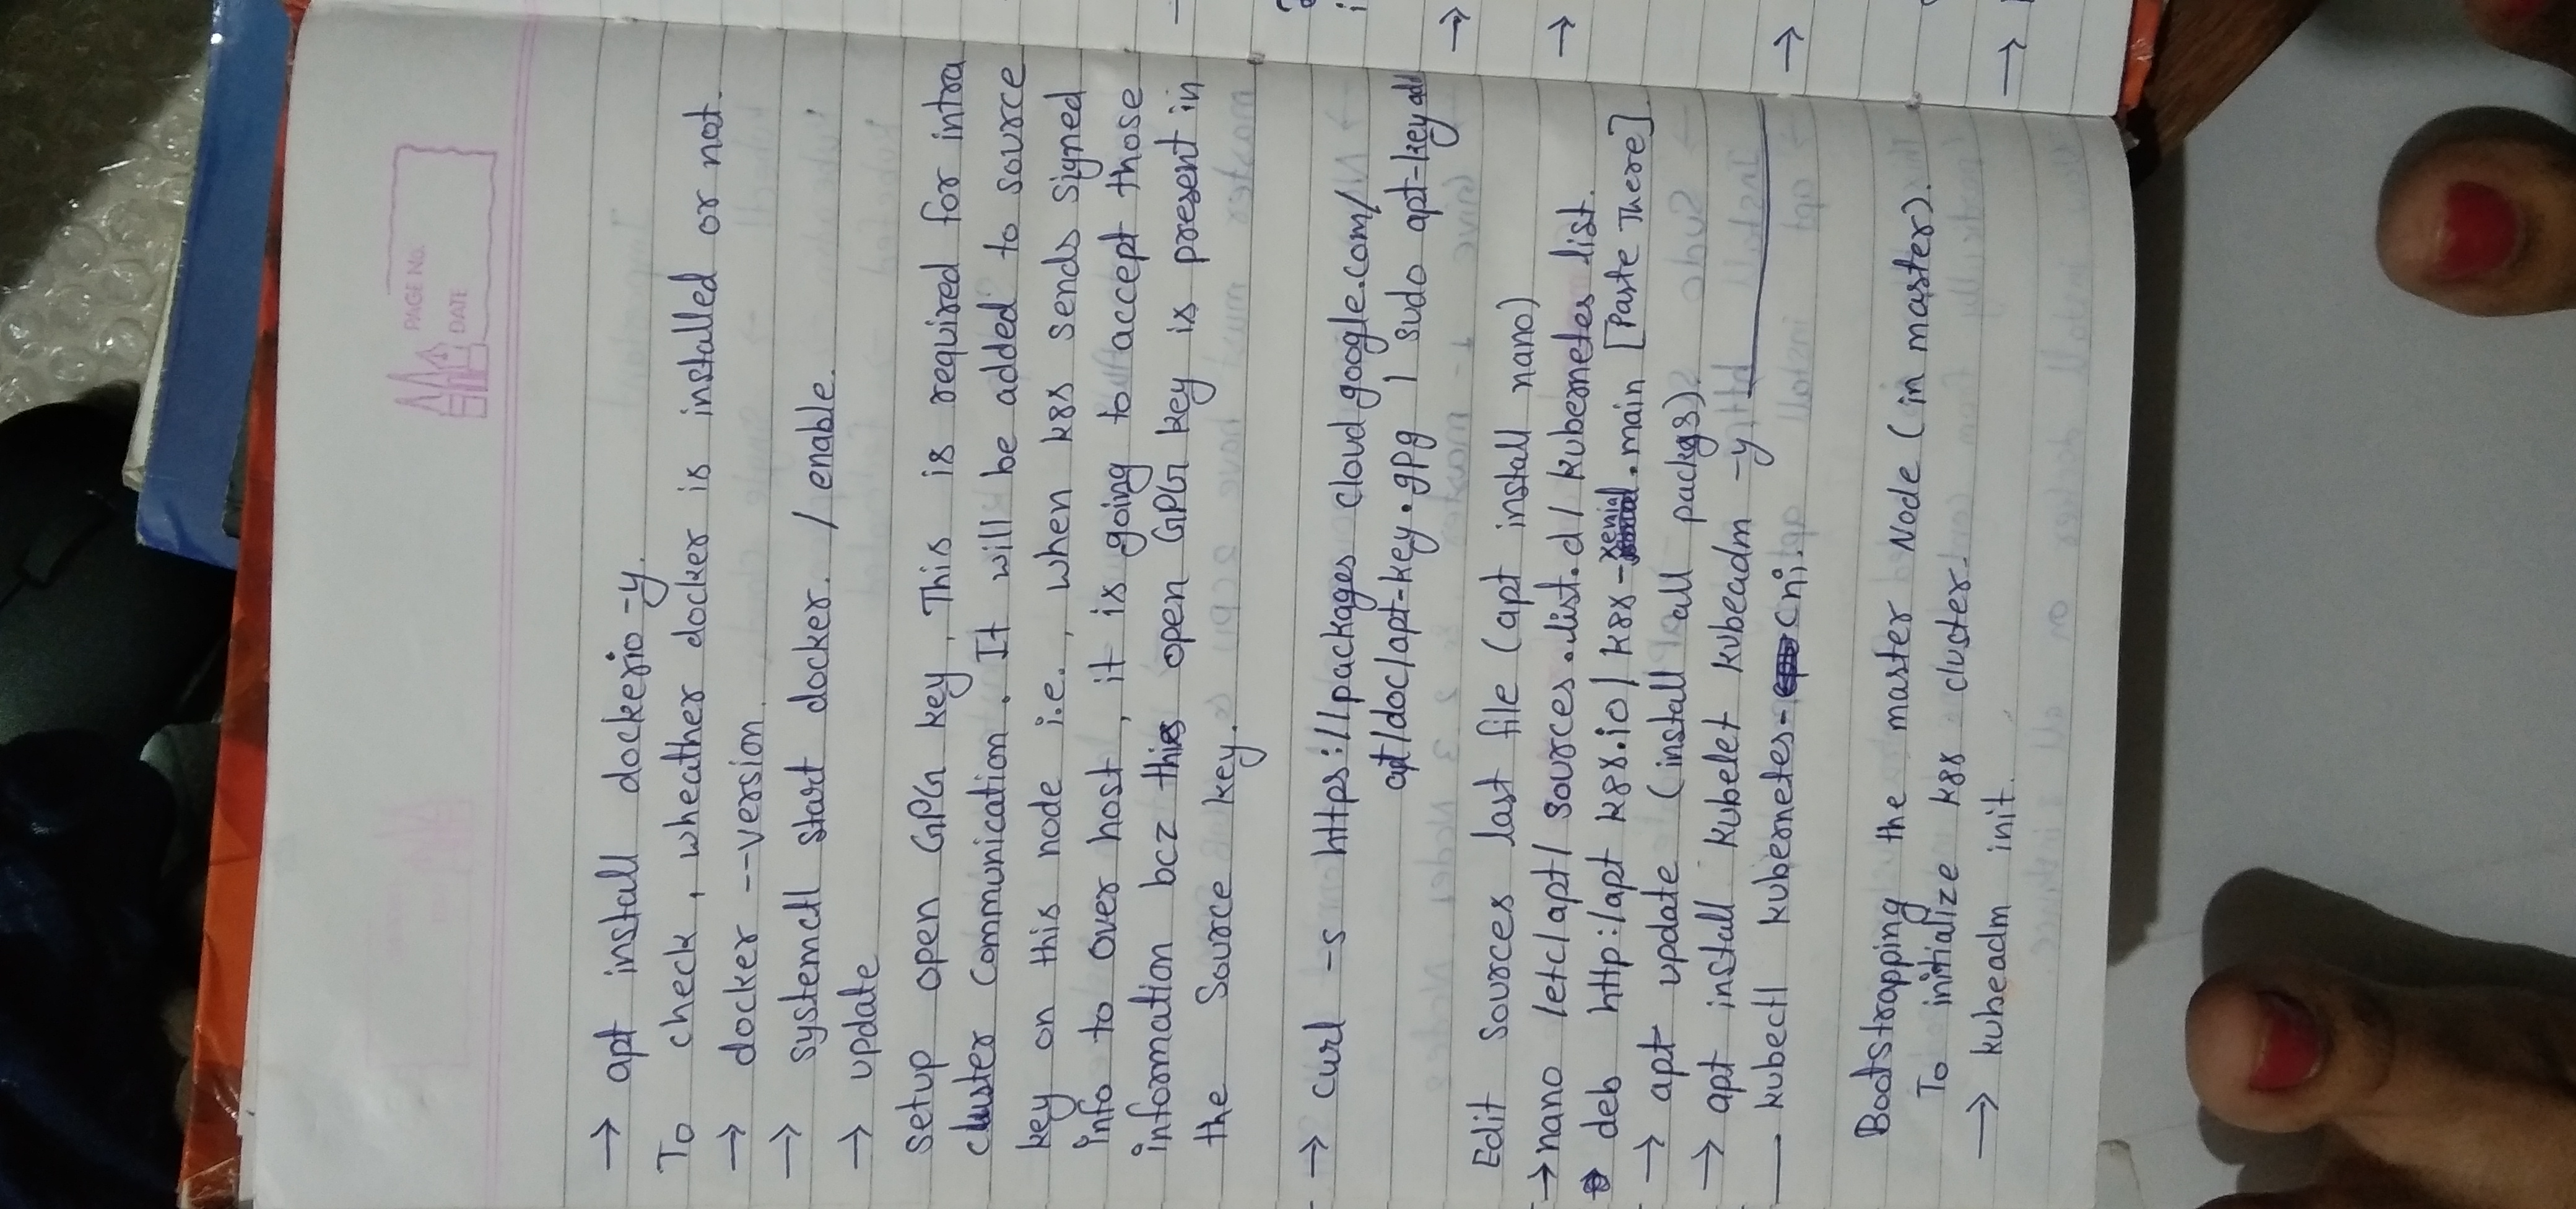 PAGE No.
DATE
→ apt install dockerio -y.
To check, wheather docker is installed or not.
→ docker --version.
→ systemctl start docker. / enable.
→ update
setup open GPG key, This is required for intra
cluster communication. It will be added to source
key on this node i.e., when k8s sends signed
info to over host, it is going to accept those
information bcz this open GPG key is present in
the Source key.
→ curl -s https://packages cloud google.com/
apt/doc/apt-key.gpg | sudo apt-key add
Edit sources last file (apt install nano)
→ nano /etc/apt/ sources.list.d/ kubernetes list.
deb http:/apt k8s.io/ k8s-xenial.main [Paste There]
→ apt update (install all packgs).
→ apt install kubelet kubeadm -y.
kubectl kubernetes-cni.
Bootstrapping the master Node (in master).
To initialize k8s cluster.
→ kubeadm init.